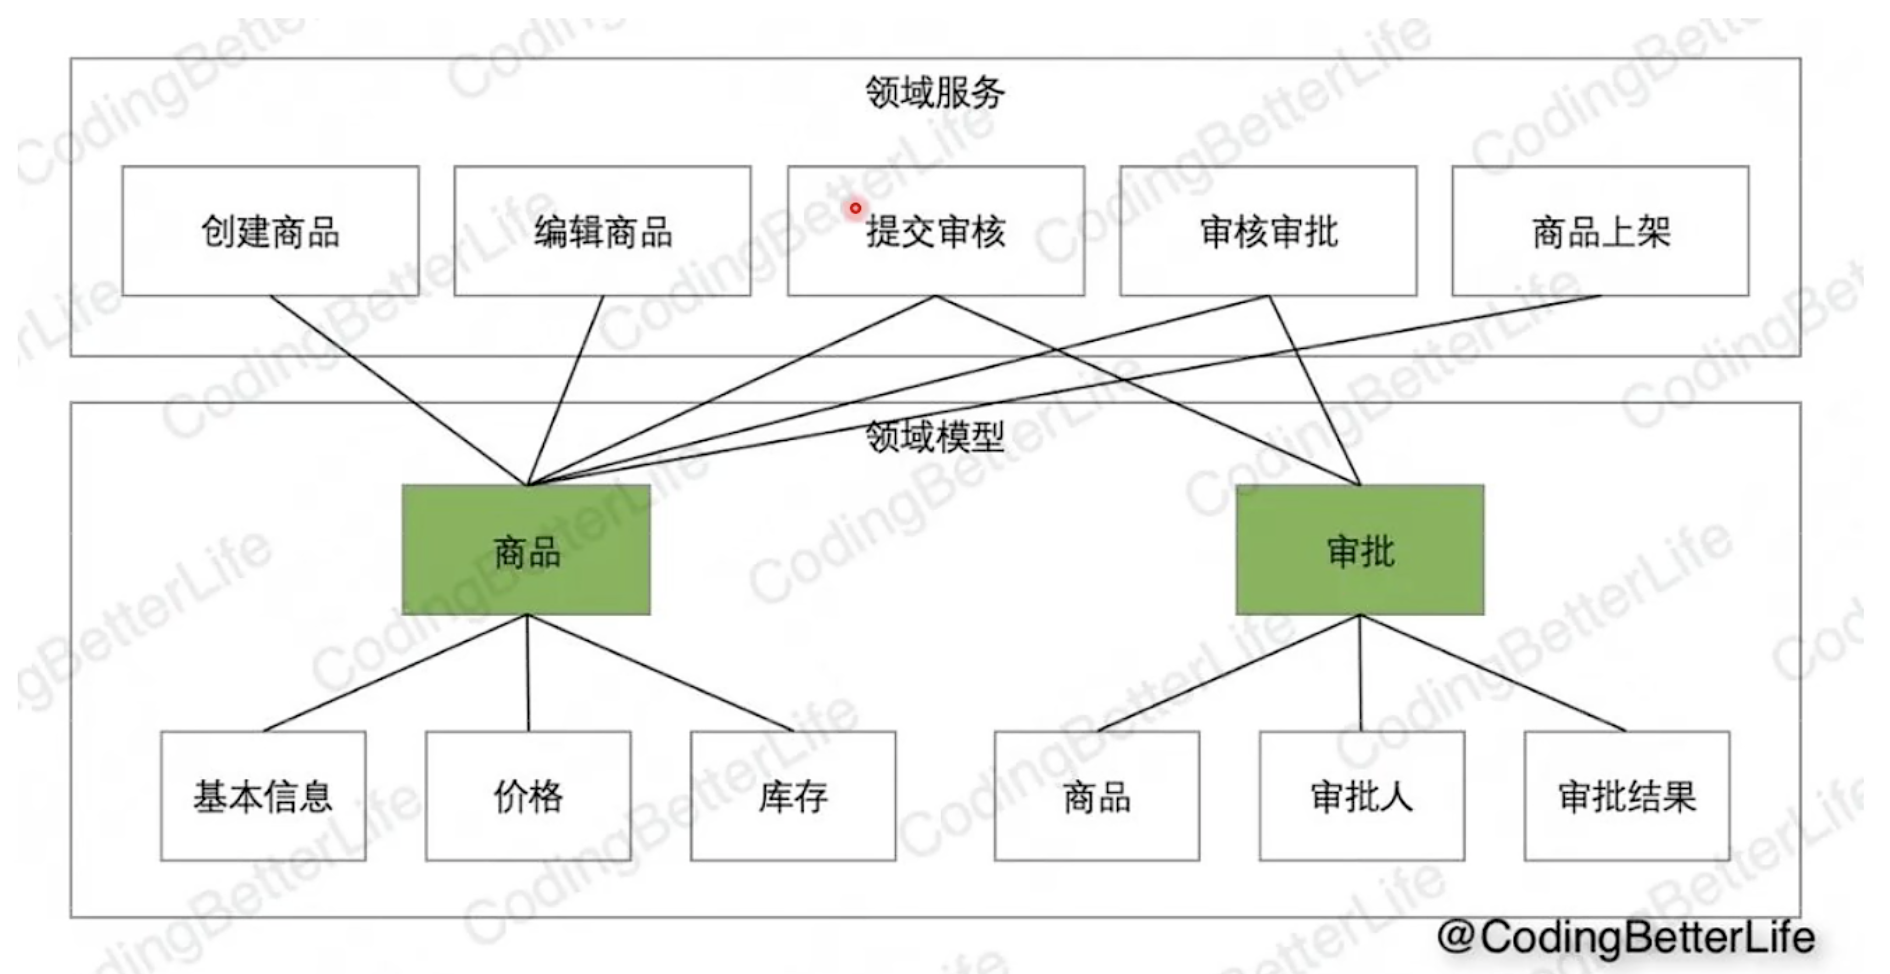 领域服务
创建商品
编辑商品
提交审核
审核审批
商品上架
领域模型
商品
审批
基本信息
价格
库存
商品
审批人
审批结果
@CodingBetterLife